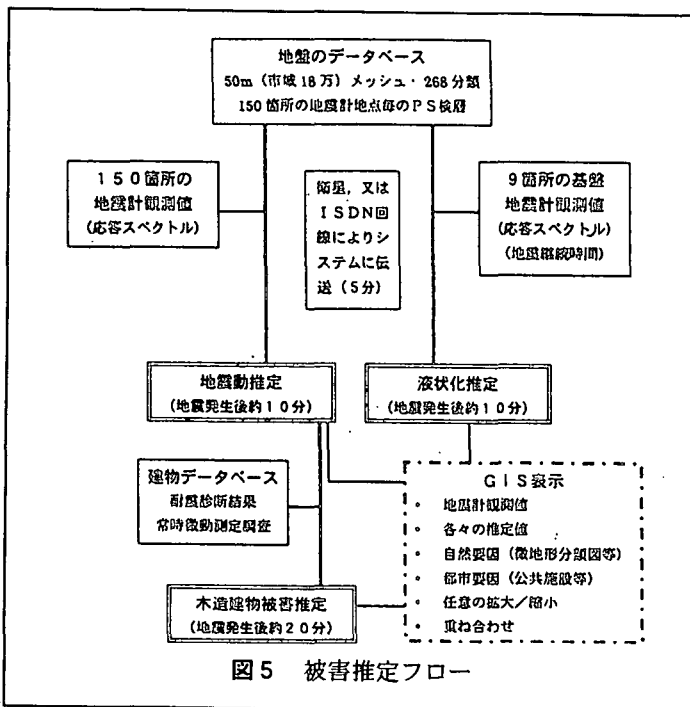 地盤のデータベース
50m（市域18万）メッシュ・268分類
150箇所の地震計地点毎のPS検層
150箇所の
地震計観測値
(応答スペクトル)
衛星，又は
ISDN回
線によりシ
ステムに伝
送（5分）
9箇所の基盤
地震計観測値
(応答スペクトル)
(地震継続時間)
地震動推定
(地震発生後約10分)
液状化推定
(地震発生後約10分)
建物データベース
耐震診断結果
常時微動測定調査
GIS表示
• 地震計観測値
• 各々の推定値
• 自然要因（微地形分類図等）
• 都市要因（公共施設等）
• 任意の拡大／縮小
• 重ね合わせ
木造建物被害推定
(地震発生後約20分)
図5 被害推定フロー